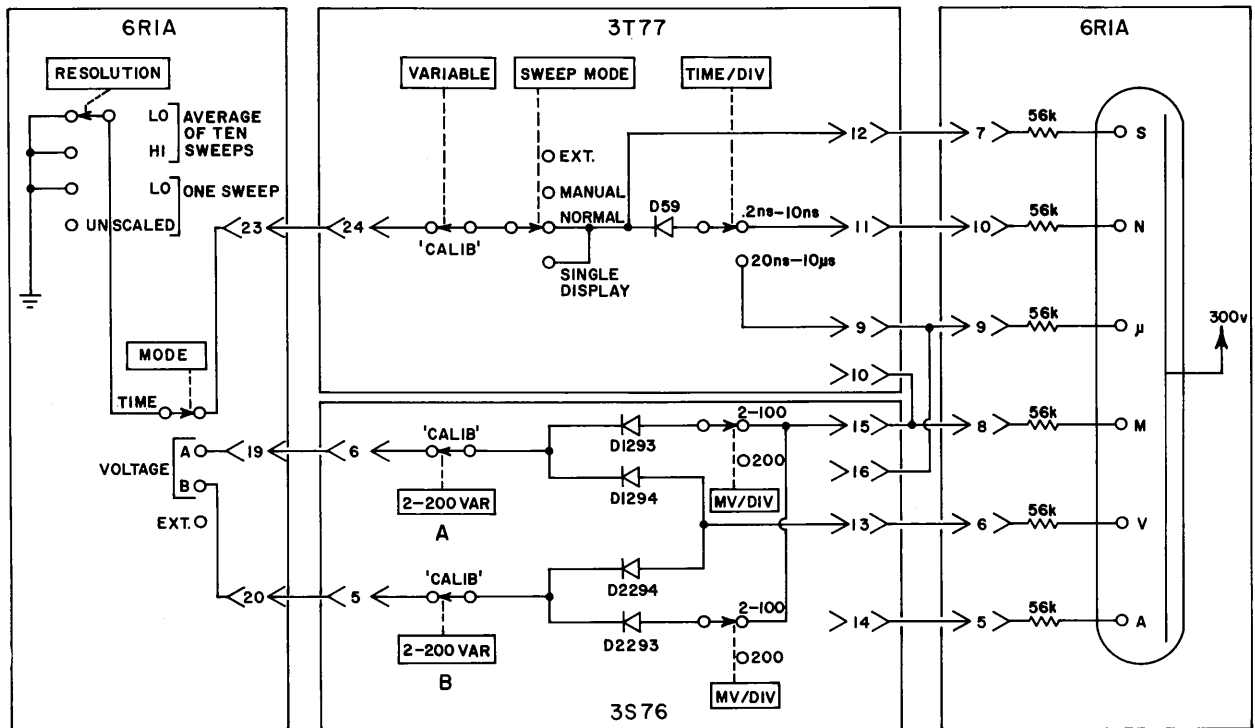 6R1A
3T77
6R1A
RESOLUTION
VARIABLE
SWEEP MODE
TIME/DIV
LO
AVERAGE
OF TEN
HI SWEEPS
LO ONE SWEEP
UNSCALED
EXT.
MANUAL
NORMAL
SINGLE
DISPLAY
'CALIB'
D59
.2ns-10ns
20ns-10μs
23
24
12
7
56k
S
11
10
56k
N
9
9
56k
μ
300v
10
MODE
TIME
VOLTAGE
A
B
EXT.
19
6
'CALIB'
2-200 VAR
A
D1293
D1294
2-100
200
MV/DIV
15
8
56k
M
16
13
6
56k
V
20
5
'CALIB'
2-200 VAR
B
D2294
D2293
2-100
200
MV/DIV
14
5
56k
A
3S76